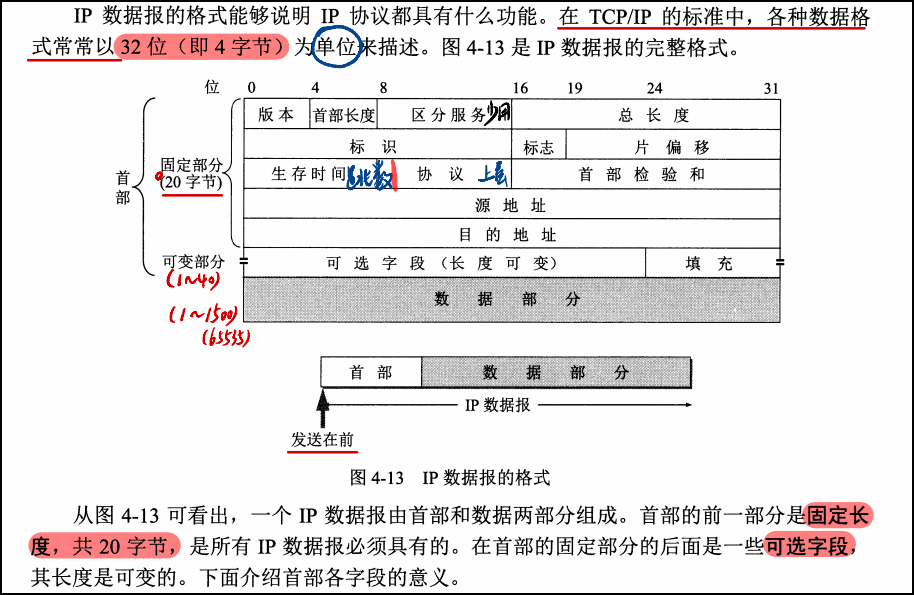 IP 数据报的格式能够说明 IP 协议都具有什么功能。在 TCP/IP 的标准中，各种数据格
式常常以 32 位（即 4 字节）为单位来描述。图 4-13 是 IP 数据报的完整格式。
位 0 4 8 16 19 24 31
版本 首部长度 区分服务 少用 总长度
标识 标志 片偏移
生存时间 协议 上层 首部检验和
首部
固定部分
(20 字节)
源地址
目的地址
可变部分 可选字段（长度可变） 填充
(1~40)
数据部分
(1~1500)
(65535)
首部 数据部分
IP 数据报
发送在前
图 4-13 IP 数据报的格式
从图 4-13 可看出，一个 IP 数据报由首部和数据两部分组成。首部的前一部分是固定长
度，共 20 字节，是所有 IP 数据报必须具有的。在首部的固定部分的后面是一些可选字段，
其长度是可变的。下面介绍首部各字段的意义。